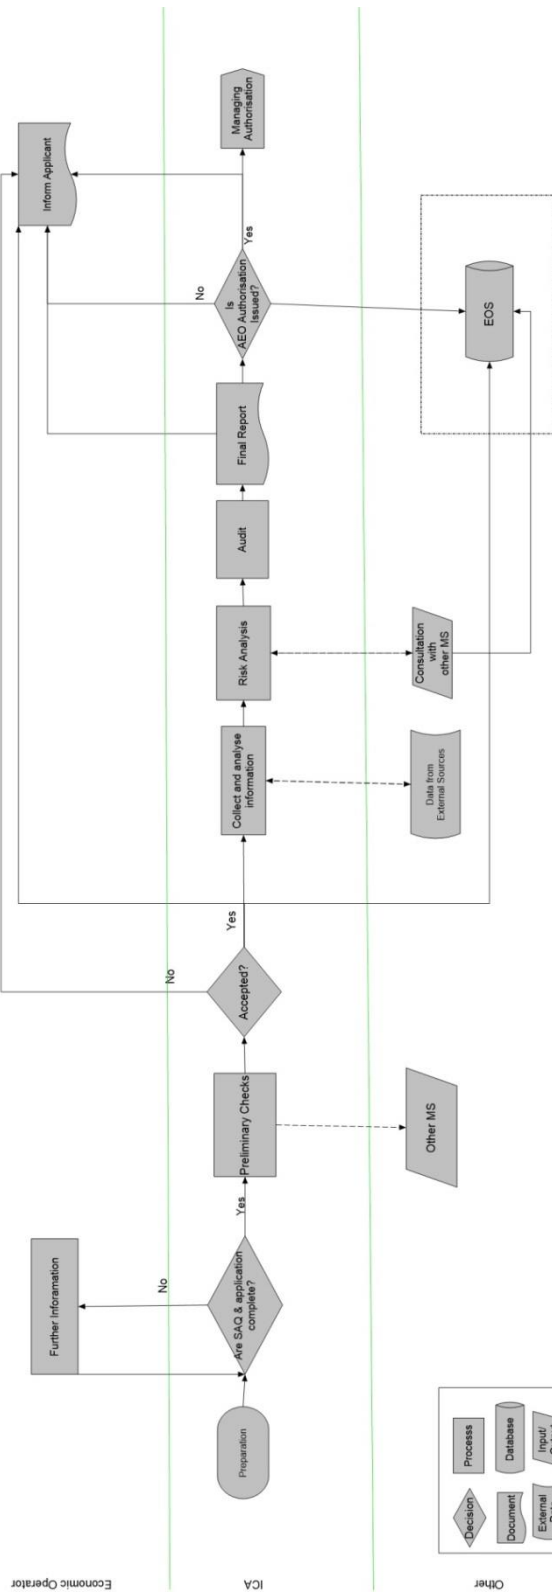 Economic Operator
ICA
Other
Preparation
Further Inforamation
No
Are SAQ & application
complete?
Yes
Preliminary Checks
Other MS
Accepted?
No
Yes
Collect and analyse
information
Data from
External Sources
Risk Analysis
Consultation
with
other MS
Audit
Final Report
Is
AEO Authorisation
Issued?
No
Yes
Inform Applicant
Managing
Authorisation
EOS
Decision
Processs
Document
Database
External
Input/